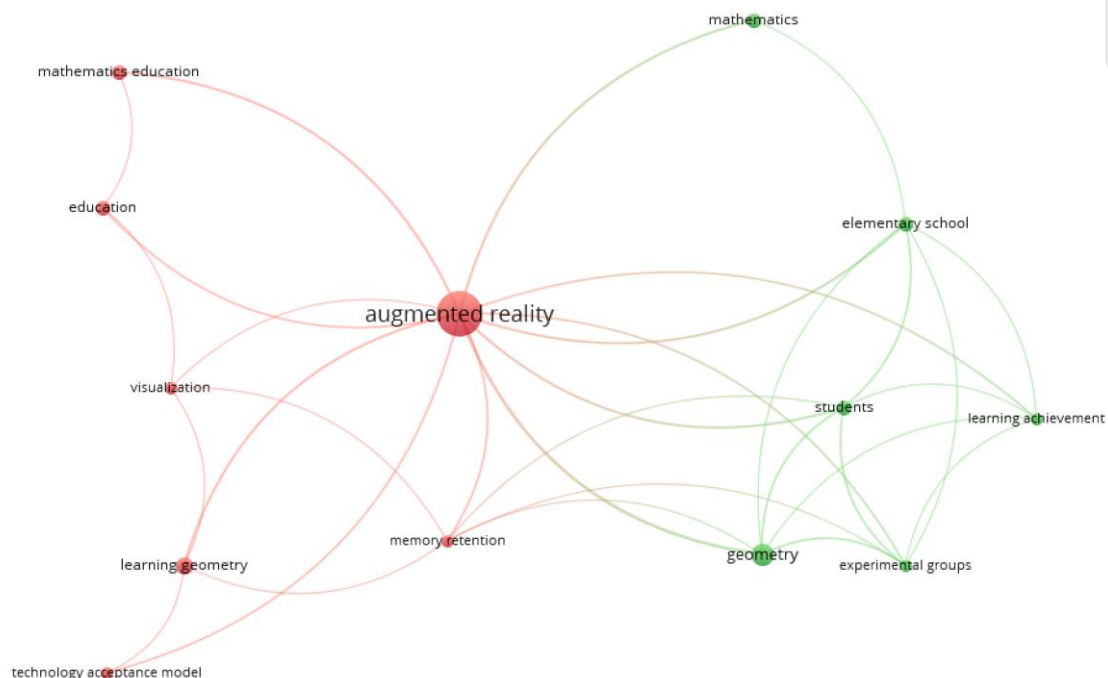 mathematics
mathematics education
education
elementary school
augmented reality
visualization
students
learning achievement
memory retention
geometry
learning geometry
experimental groups
technology acceptance model